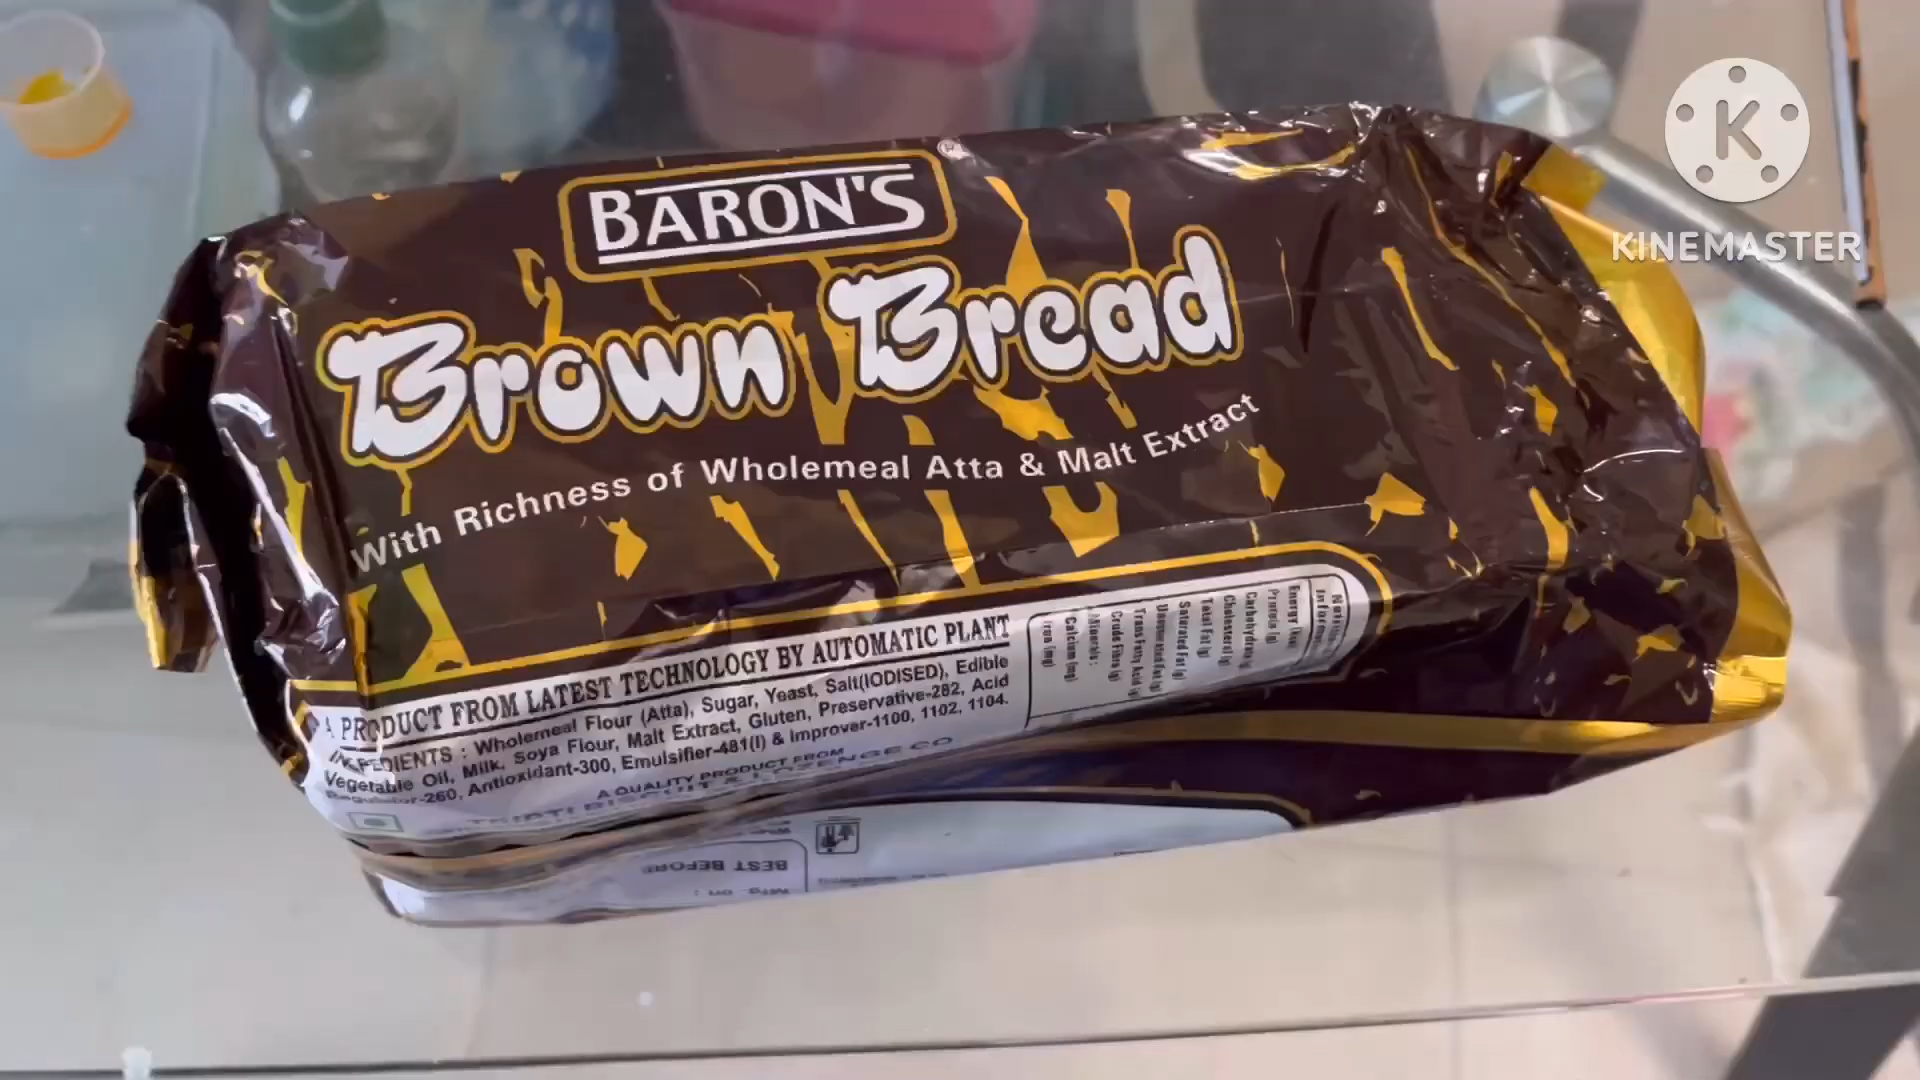 BARON'S
Brown Bread
With Richness of Wholemeal Atta & Malt Extract
A PRODUCT FROM LATEST TECHNOLOGY BY AUTOMATIC PLANT
INGREDIENTS : Wholemeal Flour (Atta), Sugar, Yeast, Salt(IODISED), Edible
Vegetable Oil, Milk, Soya Flour, Malt Extract, Gluten, Preservative-282, Acid
Regulator-260, Antioxidant-300, Emulsifier-481(I) & Improver-1100, 1102, 1104.
A QUALITY PRODUCT FROM
BISCUIT & LOZENGE CO
Energy
Protein (g)
Carbohydrate (g)
Cholesterol (g)
Total Fat (g)
Saturated Fat (g)
Trans Fatty Acid (g)
Crude Fibre (g)
Minerals :
Calcium (mg)
Iron (mg)
BEST BEFORE
K
KINEMASTER